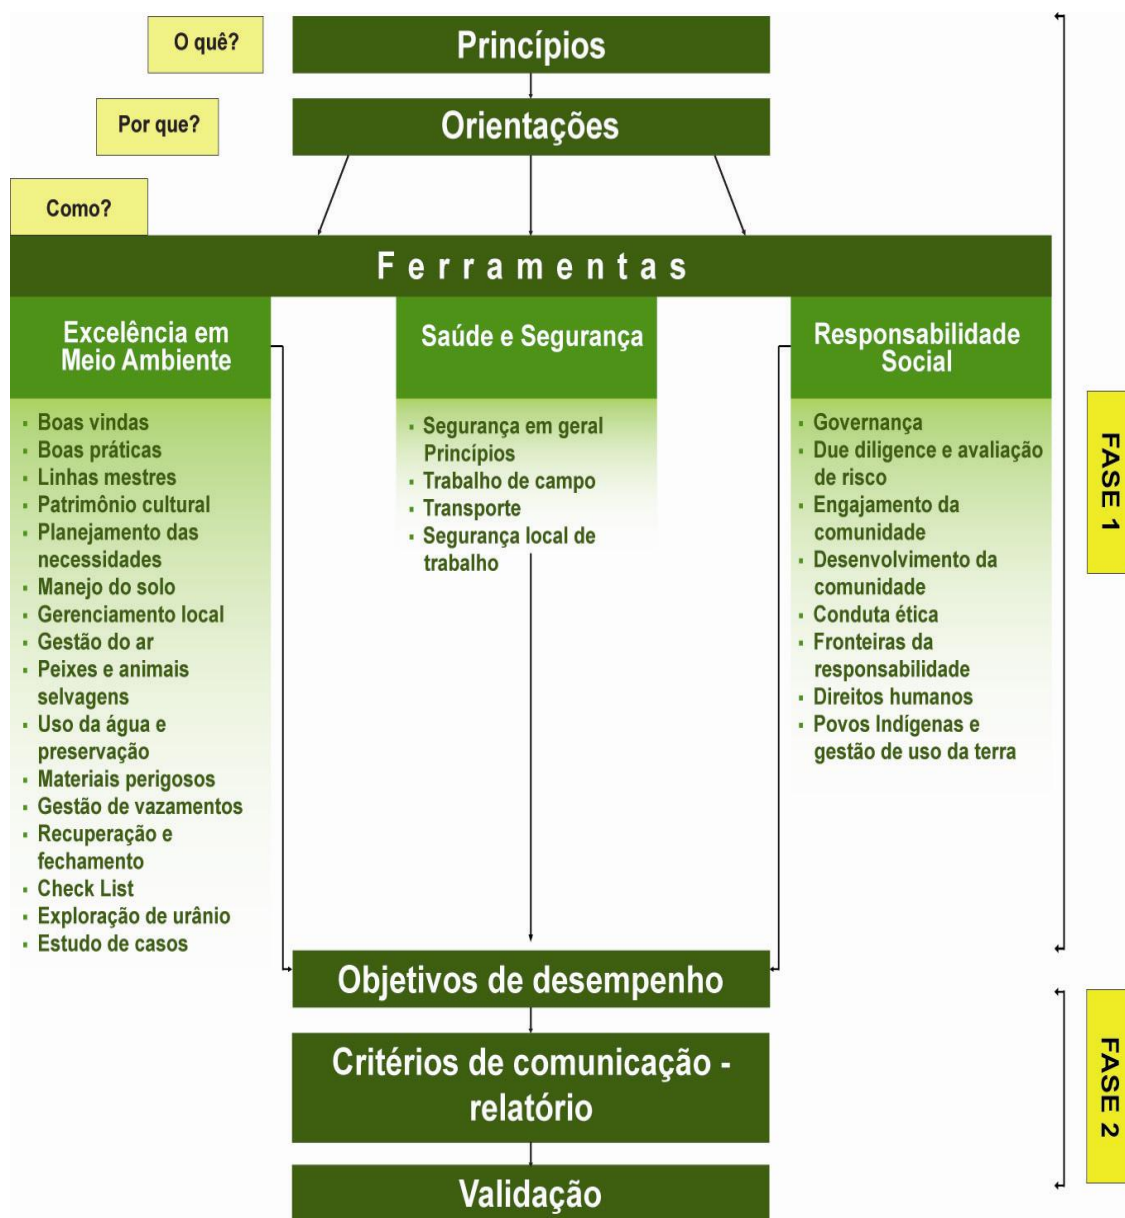 O quê?
Princípios
Por que?
Orientações
Como?
Ferramentas
Excelência em
Meio Ambiente
▪ Boas vindas
▪ Boas práticas
▪ Linhas mestres
▪ Patrimônio cultural
▪ Planejamento das
necessidades
▪ Manejo do solo
▪ Gerenciamento local
▪ Gestão do ar
▪ Peixes e animais
selvagens
▪ Uso da água e
preservação
▪ Materiais perigosos
▪ Gestão de vazamentos
▪ Recuperação e
fechamento
▪ Check List
▪ Exploração de urânio
▪ Estudo de casos
Saúde e Segurança
▪ Segurança em geral
Princípios
▪ Trabalho de campo
▪ Transporte
▪ Segurança local de
trabalho
Responsabilidade
Social
▪ Governança
▪ Due diligence e avaliação
de risco
▪ Engajamento da
comunidade
▪ Desenvolvimento da
comunidade
▪ Conduta ética
▪ Fronteiras da
responsabilidade
▪ Direitos humanos
▪ Povos Indígenas e
gestão de uso da terra
FASE 1
Objetivos de desempenho
Critérios de comunicação -
relatório
Validação
FASE 2